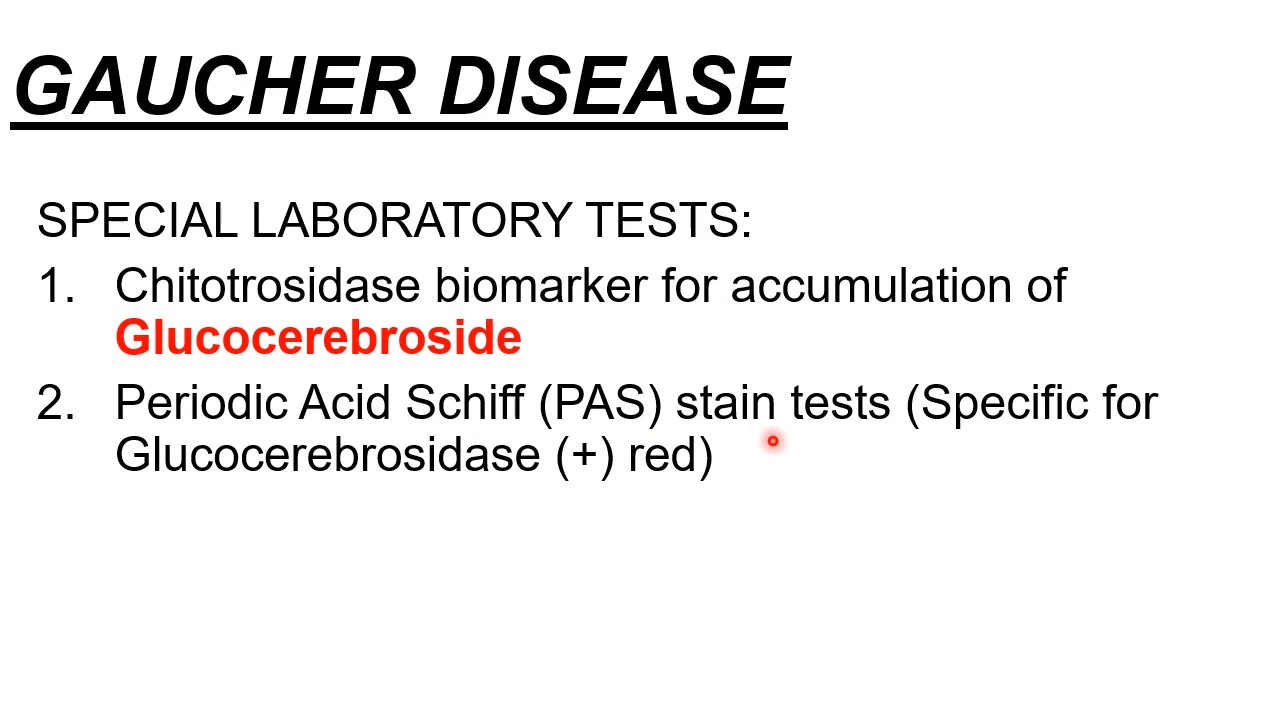 GAUCHER DISEASE
SPECIAL LABORATORY TESTS:
1. Chitotrosidase biomarker for accumulation of
Glucocerebroside
2. Periodic Acid Schiff (PAS) stain tests (Specific for
Glucocerebrosidase (+) red)